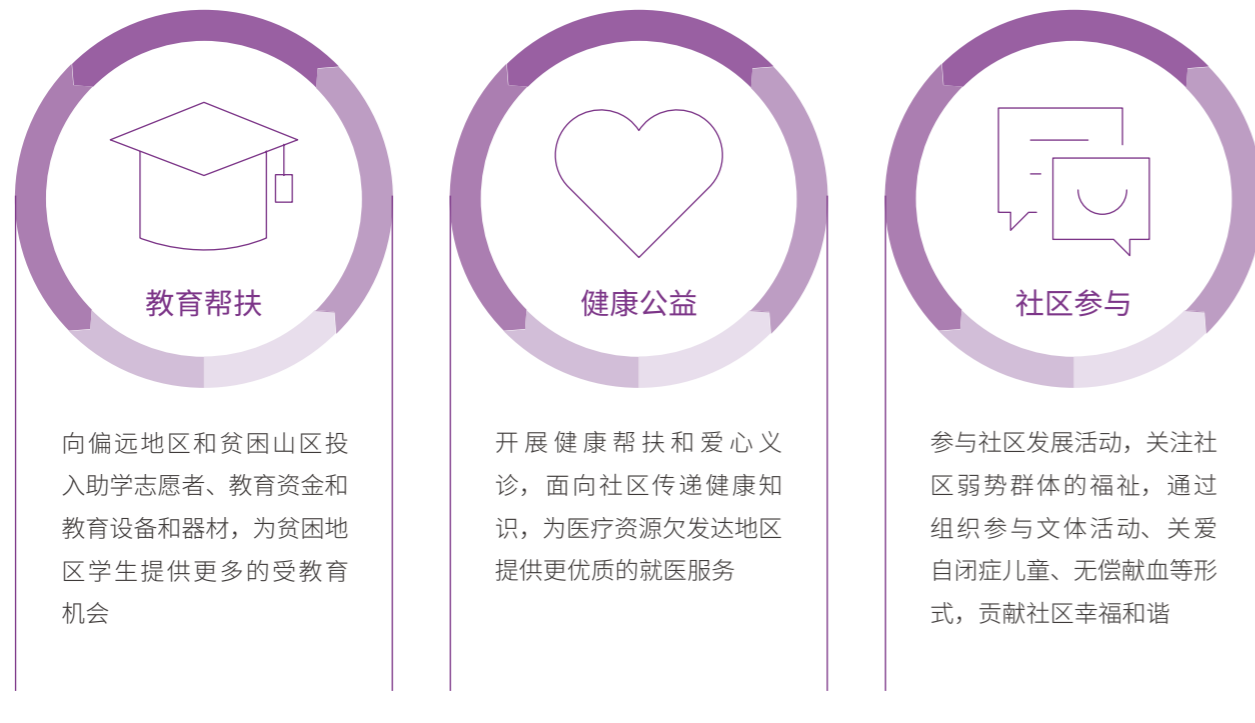 教育帮扶
向偏远地区和贫困山区投
入助学志愿者、教育资金和
教育设备和器材，为贫困地
区学生提供更多的受教育
机会
健康公益
开展健康帮扶和爱心义
诊，面向社区传递健康知
识，为医疗资源欠发达地区
提供更优质的就医服务
社区参与
参与社区发展活动，关注社
区弱势群体的福祉，通过
组织参与文体活动、关爱
自闭症儿童、无偿献血等形
式，贡献社区幸福和谐